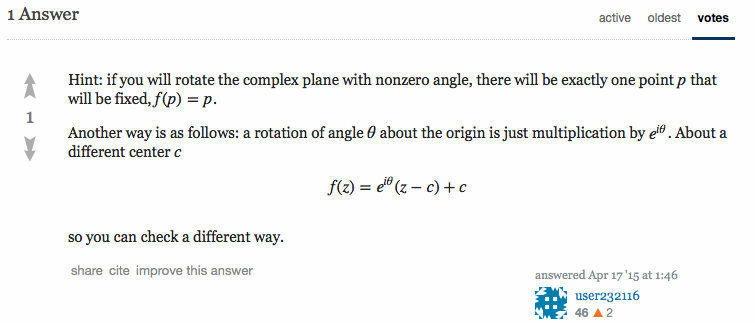 1 Answer
active oldest votes
Hint: if you will rotate the complex plane with nonzero angle, there will be exactly one point p that
will be fixed, f(p) = p.
1
Another way is as follows: a rotation of angle θ about the origin is just multiplication by e^{iθ}. About a
different center c
f(z) = e^{iθ}(z − c) + c
so you can check a different way.
share cite improve this answer
answered Apr 17 '15 at 1:46
user232116
46 ▲ 2